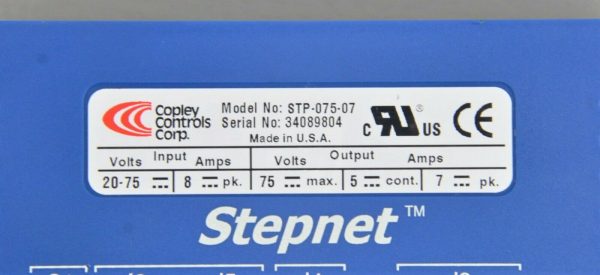 Copley
Controls
Corp.
Model No: STP-075-07
Serial No: 34089804
Made in U.S.A.
c RU US CE
Input Output
Volts Amps Volts Amps
20-75 ⎓ 8 ⎓ pk. 75 ⎓ max. 5 ⎓ cont. 7 ⎓ pk.
Stepnet™